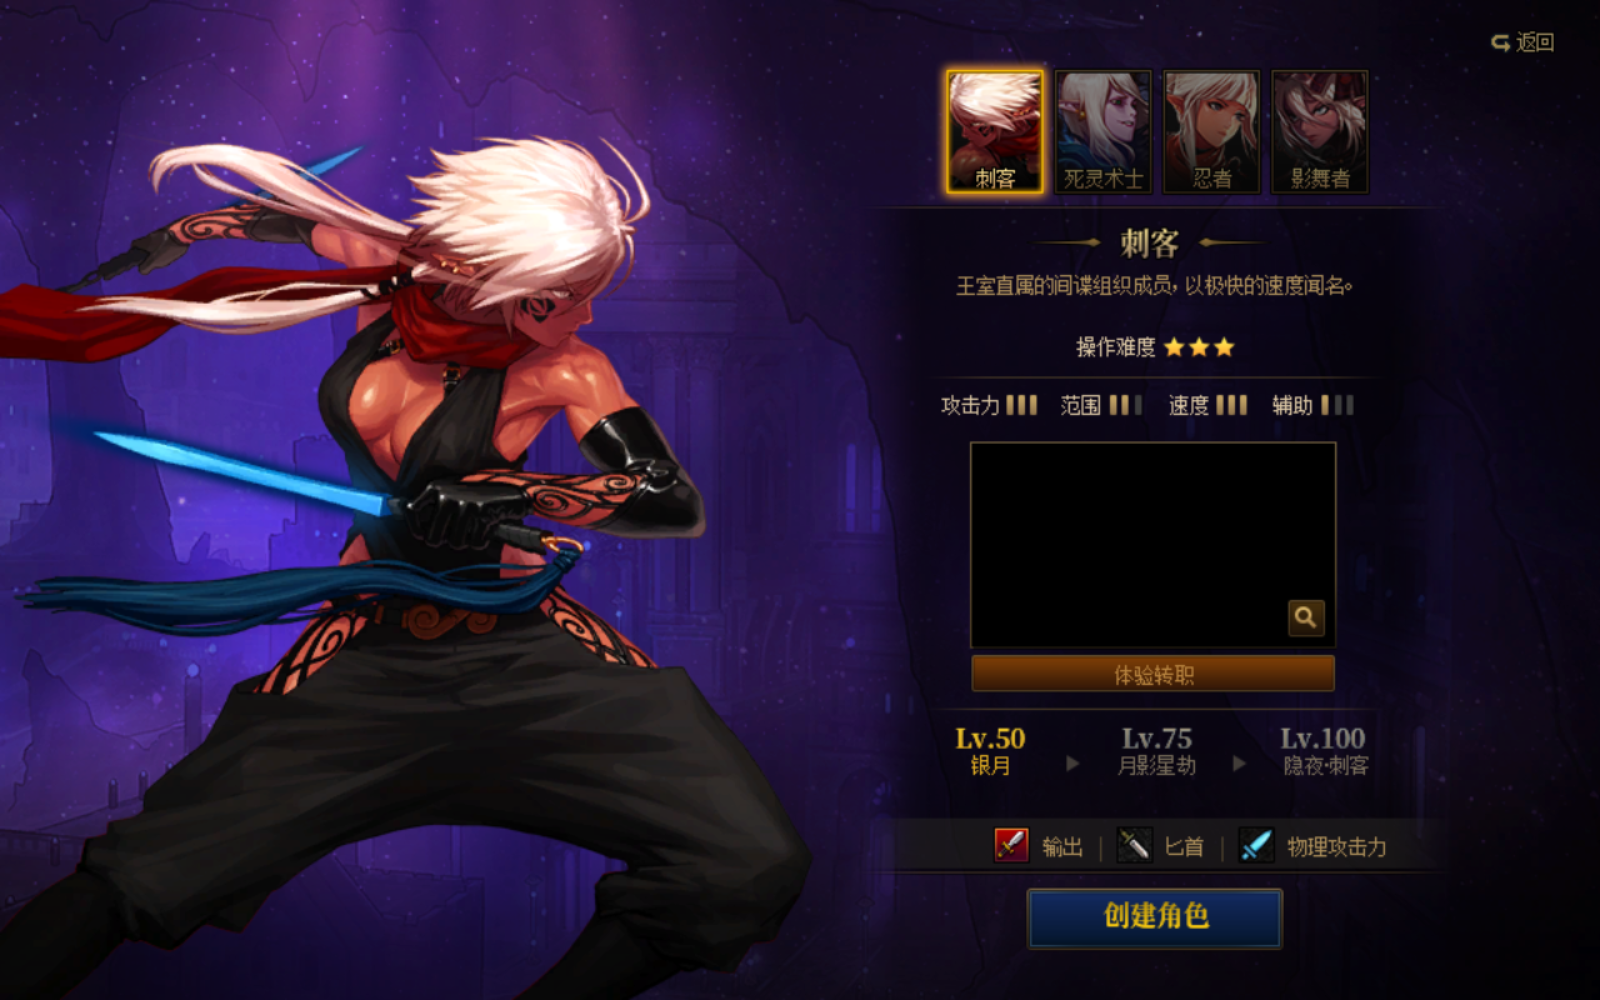 返回
刺客 死灵术士 忍者 影舞者
刺客
王室直属的间谍组织成员，以极快的速度闻名。
操作难度
攻击力 范围 速度 辅助
体验转职
Lv.50 Lv.75 Lv.100
银月 月影星劫 隐夜·刺客
输出 | 匕首 | 物理攻击力
创建角色